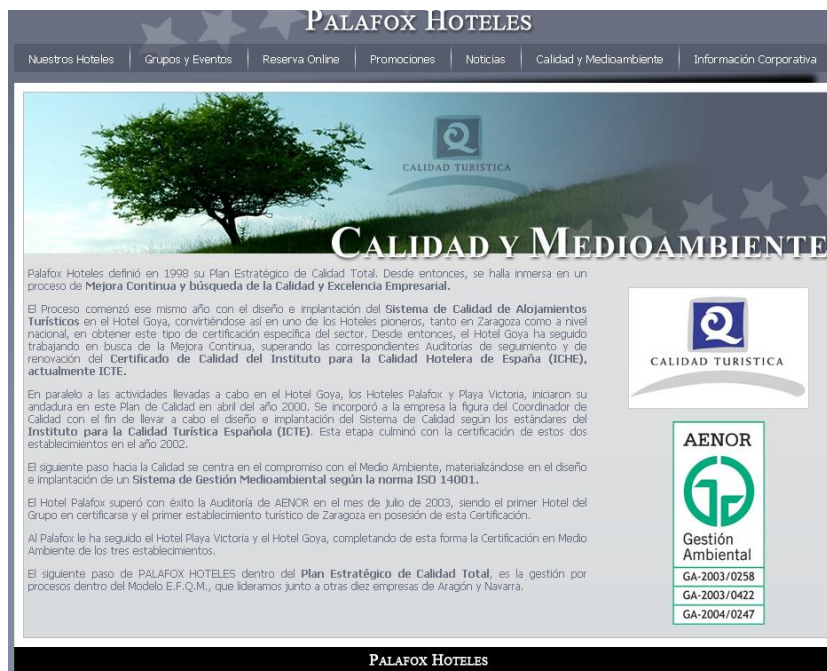 PALAFOX HOTELES
Nuestros Hoteles
Grupos y Eventos
Reserva Online
Promociones
Noticias
Calidad y Medioambiente
Información Corporativa
Q
CALIDAD TURISTICA
CALIDAD Y MEDIOAMBIENTE
Palafox Hoteles definió en 1998 su Plan Estratégico de Calidad Total. Desde entonces, se halla inmersa en un
proceso de Mejora Continua y búsqueda de la Calidad y Excelencia Empresarial.
El Proceso comenzó ese mismo año con el diseño e implantación del Sistema de Calidad de Alojamientos
Turísticos en el Hotel Goya, convirtiéndose así en uno de los Hoteles pioneros, tanto en Zaragoza como a nivel
nacional, en obtener este tipo de certificación específica del sector. Desde entonces, el Hotel Goya ha seguido
trabajando en busca de la Mejora Continua, superando las correspondientes Auditorías de seguimiento y de
renovación del Certificado de Calidad del Instituto para la Calidad Hotelera de España (ICHE),
actualmente ICTE.
En paralelo a las actividades llevadas a cabo en el Hotel Goya, los Hoteles Palafox y Playa Victoria, iniciaron su
andadura en este Plan de Calidad en abril del año 2000. Se incorporó a la empresa la figura del Coordinador de
Calidad con el fin de llevar a cabo el diseño e implantación del Sistema de Calidad según los estándares del
Instituto para la Calidad Turística Española (ICTE). Esta etapa culminó con la certificación de estos dos
establecimientos en el año 2002.
El siguiente paso hacia la Calidad se centra en el compromiso con el Medio Ambiente, materializándose en el diseño
e implantación de un Sistema de Gestión Medioambiental según la norma ISO 14001.
El Hotel Palafox superó con éxito la Auditoría de AENOR en el mes de julio de 2003, siendo el primer Hotel del
Grupo en certificarse y el primer establecimiento turístico de Zaragoza en posesión de esta Certificación.
Al Palafox le ha seguido el Hotel Playa Victoria y el Hotel Goya, completando de esta forma la Certificación en Medio
Ambiente de los tres establecimientos.
El siguiente paso de PALAFOX HOTELES dentro del Plan Estratégico de Calidad Total, es la gestión por
procesos dentro del Modelo E.F.Q.M., que lideramos junto a otras diez empresas de Aragón y Navarra.
Q
CALIDAD TURISTICA
AENOR
Gestión
Ambiental
GA-2003/0258
GA-2003/0422
GA-2004/0247
PALAFOX HOTELES